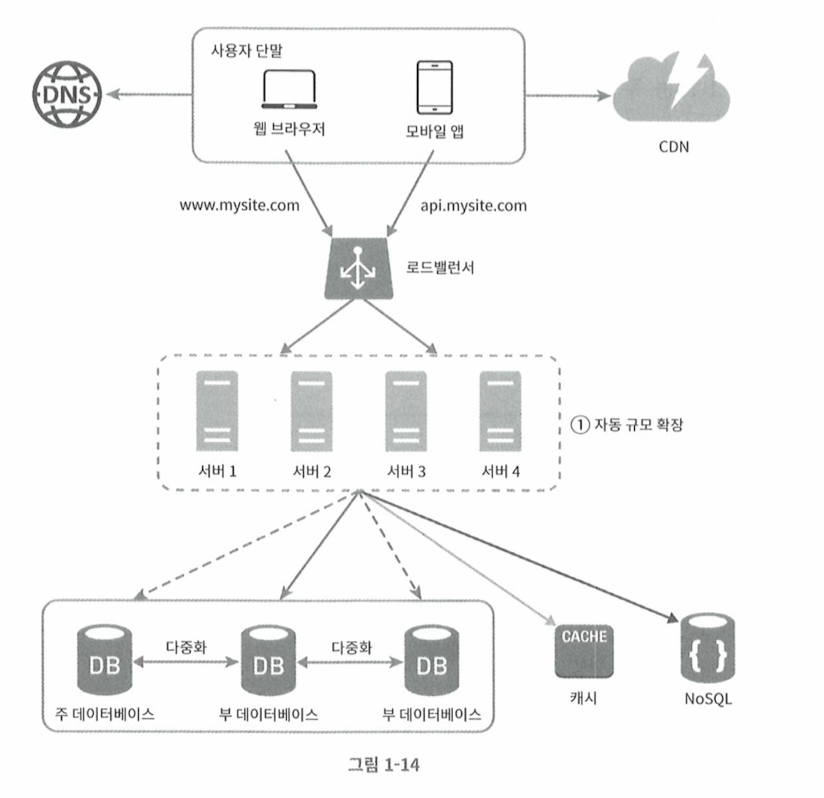 사용자 단말
DNS
웹 브라우저
모바일 앱
CDN
www.mysite.com
api.mysite.com
로드밸런서
서버 1
서버 2
서버 3
서버 4
① 자동 규모 확장
다중화
다중화
DB
DB
DB
CACHE
{ }
주 데이터베이스
부 데이터베이스
부 데이터베이스
캐시
NoSQL
그림 1-14